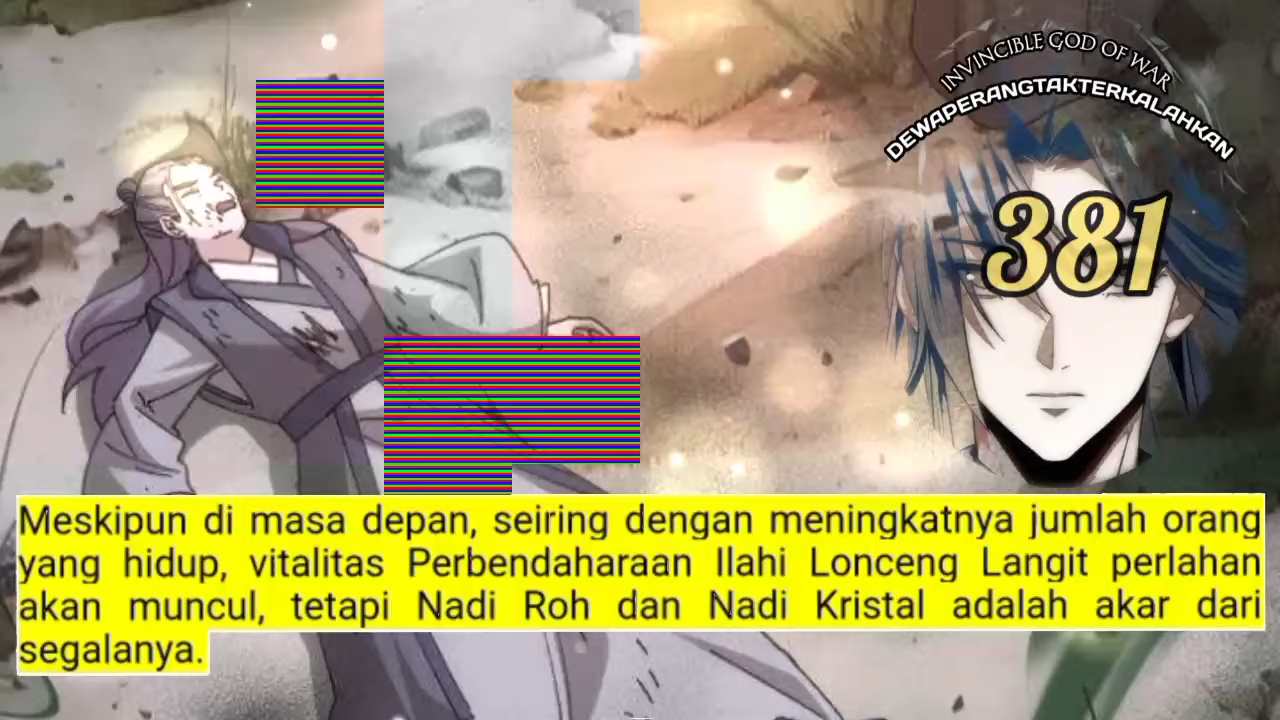 INVINCIBLE GOD OF WAR
DEWAPERANGTAKTERKALAHKAN
381
Meskipun di masa depan, seiring dengan meningkatnya jumlah orang
yang hidup, vitalitas Perbendaharaan Ilahi Lonceng Langit perlahan
akan muncul, tetapi Nadi Roh dan Nadi Kristal adalah akar dari
segalanya.